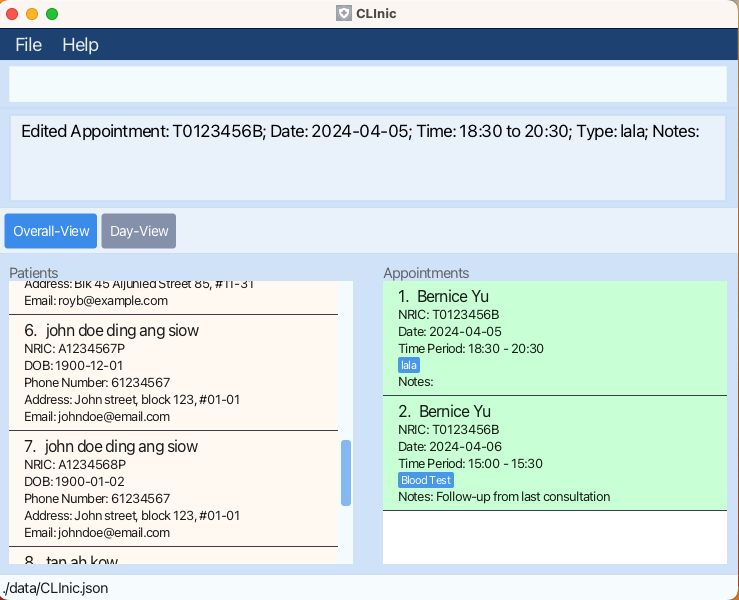 CLInic
File Help
Edited Appointment: T0123456B; Date: 2024-04-05; Time: 18:30 to 20:30; Type: lala; Notes:
Overall-View Day-View
Patients
Address: Blk 45 Aljunied Street 85, #11-31
Email: royb@example.com
6. john doe ding ang siow
NRIC: A1234567P
DOB: 1900-12-01
Phone Number: 61234567
Address: John street, block 123, #01-01
Email: johndoe@email.com
7. john doe ding ang siow
NRIC: A1234568P
DOB: 1900-01-02
Phone Number: 61234567
Address: John street, block 123, #01-01
Email: johndoe@email.com
8. tan ah kow
Appointments
1. Bernice Yu
NRIC: T0123456B
Date: 2024-04-05
Time Period: 18:30 - 20:30
lala
Notes:
2. Bernice Yu
NRIC: T0123456B
Date: 2024-04-06
Time Period: 15:00 - 15:30
Blood Test
Notes: Follow-up from last consultation
./data/CLInic.json